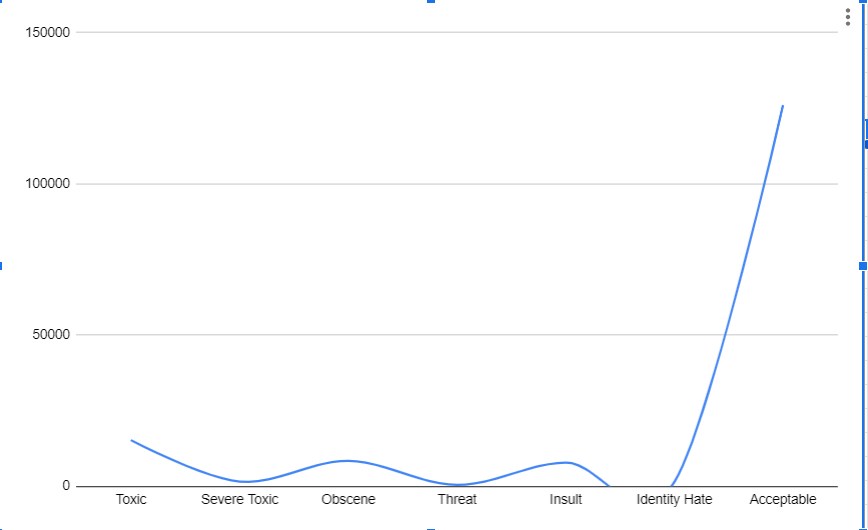 150000
100000
50000
0
Toxic Severe Toxic Obscene Threat Insult Identity Hate Acceptable